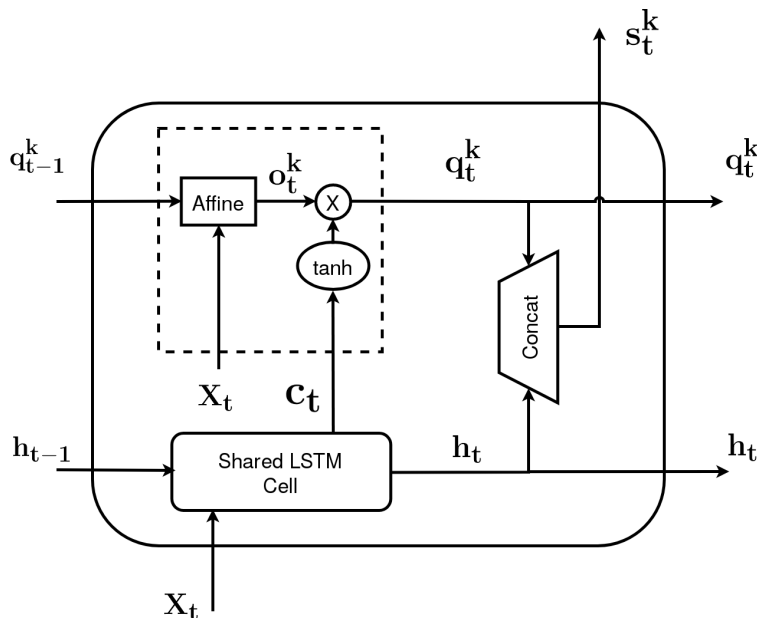 s_t^k
q_{t-1}^k
o_t^k
q_t^k
q_t^k
Affine
X
tanh
Concat
x_t
c_t
h_{t-1}
Shared LSTM
Cell
h_t
h_t
x_t